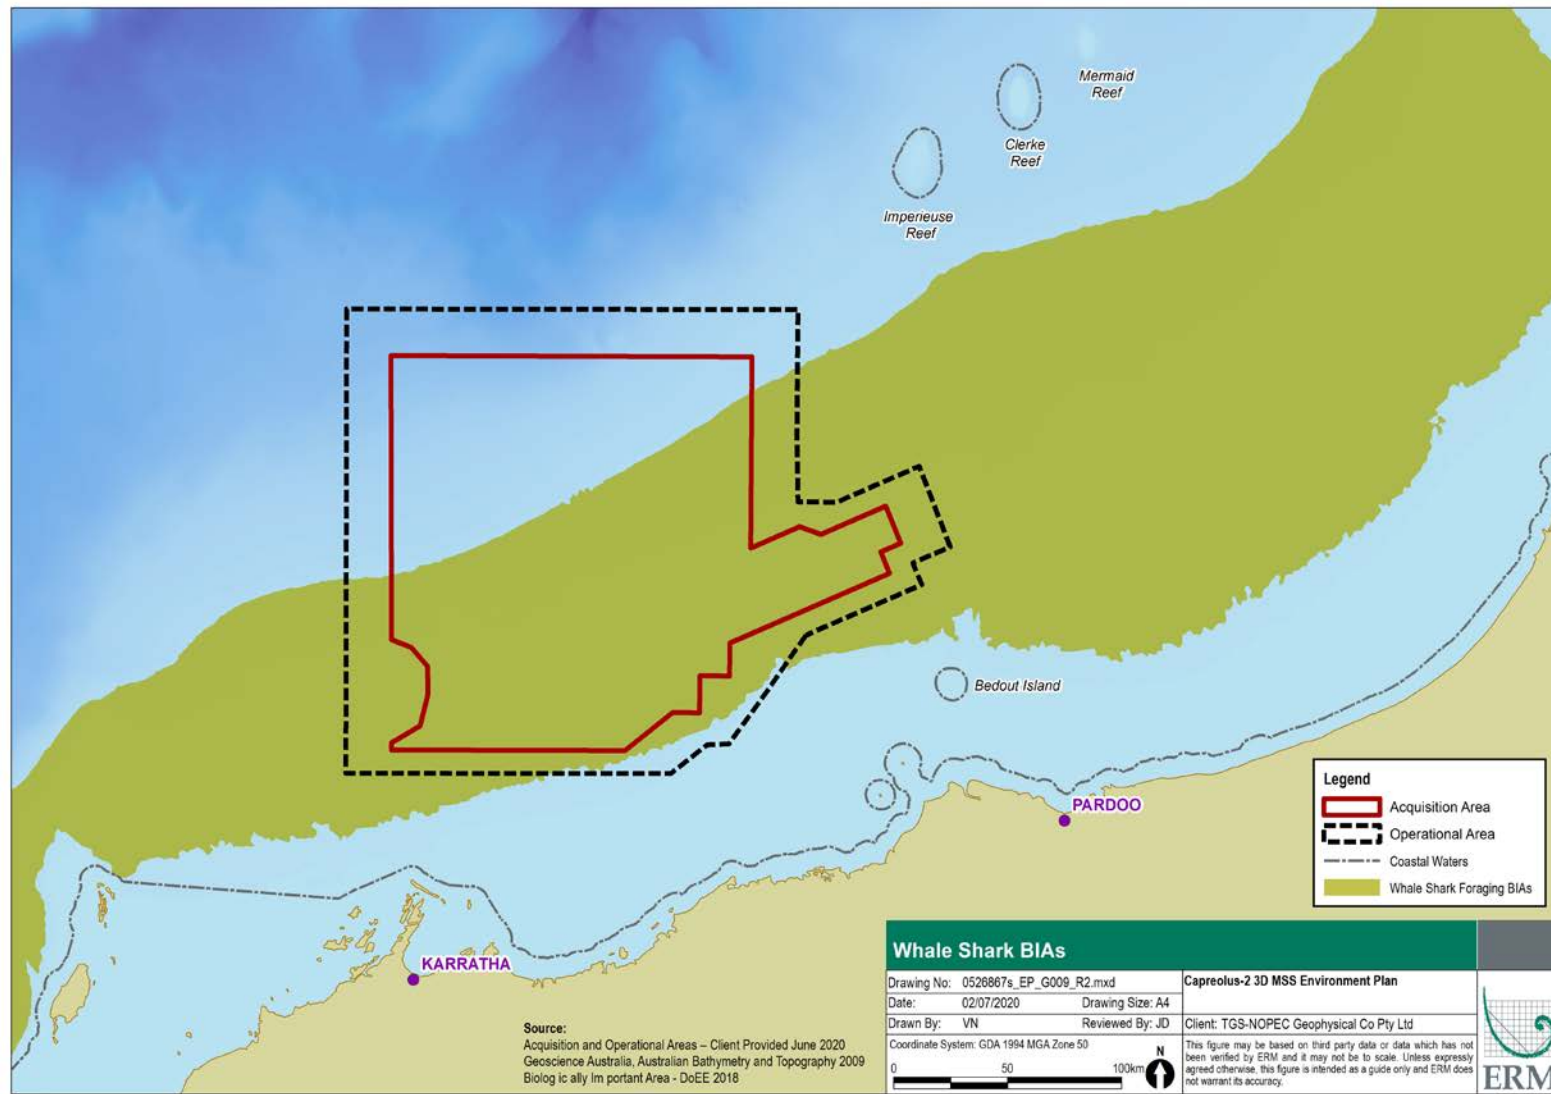 Mermaid
Reef
Clerke
Reef
Imperieuse
Reef
Bedout Island
PARDOO
KARRATHA
Legend
Acquisition Area
Operational Area
Coastal Waters
Whale Shark Foraging BIAs
Source:
Acquisition and Operational Areas – Client Provided June 2020
Geoscience Australia, Australian Bathymetry and Topography 2009
Biolog ic ally Im portant Area - DoEE 2018
Whale Shark BIAs
Drawing No: 0526867s_EP_G009_R2.mxd
Date: 02/07/2020 Drawing Size: A4
Drawn By: VN Reviewed By: JD
Coordinate System: GDA 1994 MGA Zone 50
N
0 50 100km
Capreolus-2 3D MSS Environment Plan
Client: TGS-NOPEC Geophysical Co Pty Ltd
This figure may be based on third party data or data which has not
been verified by ERM and it may not be to scale. Unless expressly
agreed otherwise, this figure is intended as a guide only and ERM does
not warrant its accuracy.
ERM